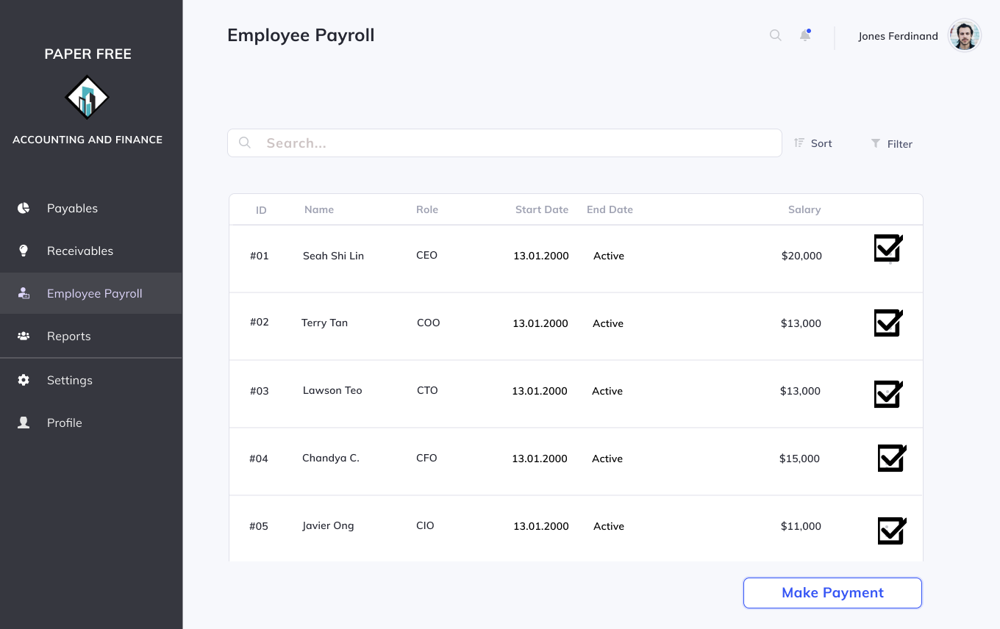 PAPER FREE
ACCOUNTING AND FINANCE
Payables
Receivables
Employee Payroll
Reports
Settings
Profile
Employee Payroll
Jones Ferdinand
Search...
Sort
Filter
ID Name Role Start Date End Date Salary
#01 Seah Shi Lin CEO 13.01.2000 Active $20,000
#02 Terry Tan COO 13.01.2000 Active $13,000
#03 Lawson Teo CTO 13.01.2000 Active $13,000
#04 Chandya C. CFO 13.01.2000 Active $15,000
#05 Javier Ong CIO 13.01.2000 Active $11,000
Make Payment